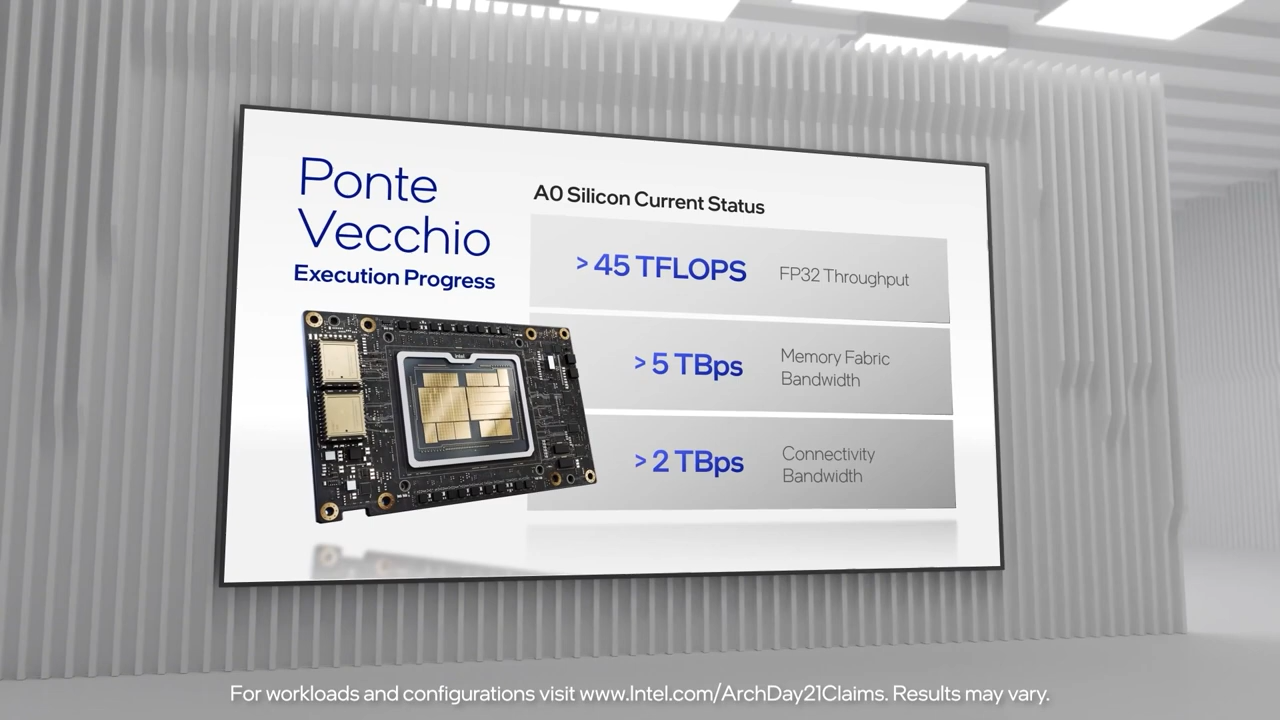 Ponte
Vecchio
Execution Progress
A0 Silicon Current Status
> 45 TFLOPS
FP32 Throughput
> 5 TBps
Memory Fabric
Bandwidth
> 2 TBps
Connectivity
Bandwidth
intel
For workloads and configurations visit www.Intel.com/ArchDay21Claims. Results may vary.